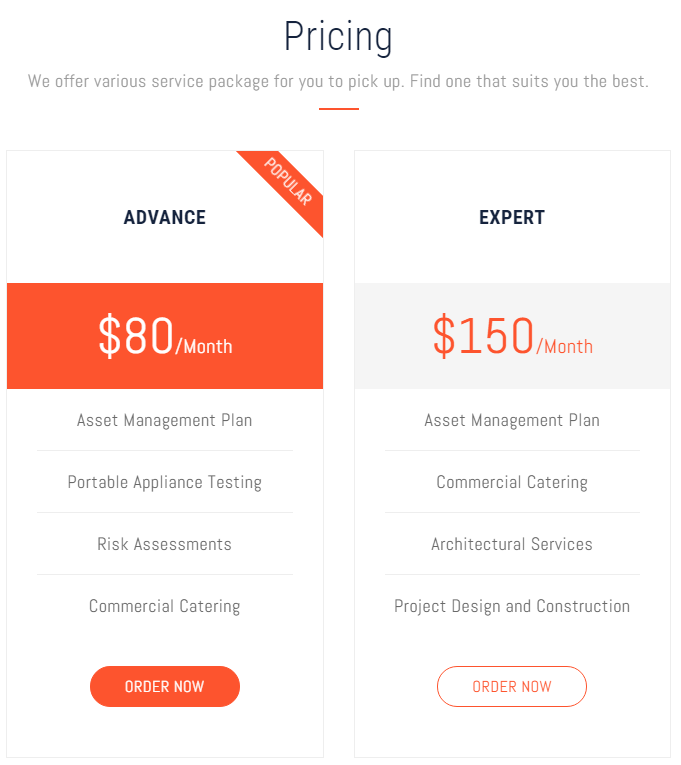 Pricing
We offer various service package for you to pick up. Find one that suits you the best.
POPULAR
ADVANCE
$80/Month
Asset Management Plan
Portable Appliance Testing
Risk Assessments
Commercial Catering
ORDER NOW
EXPERT
$150/Month
Asset Management Plan
Commercial Catering
Architectural Services
Project Design and Construction
ORDER NOW